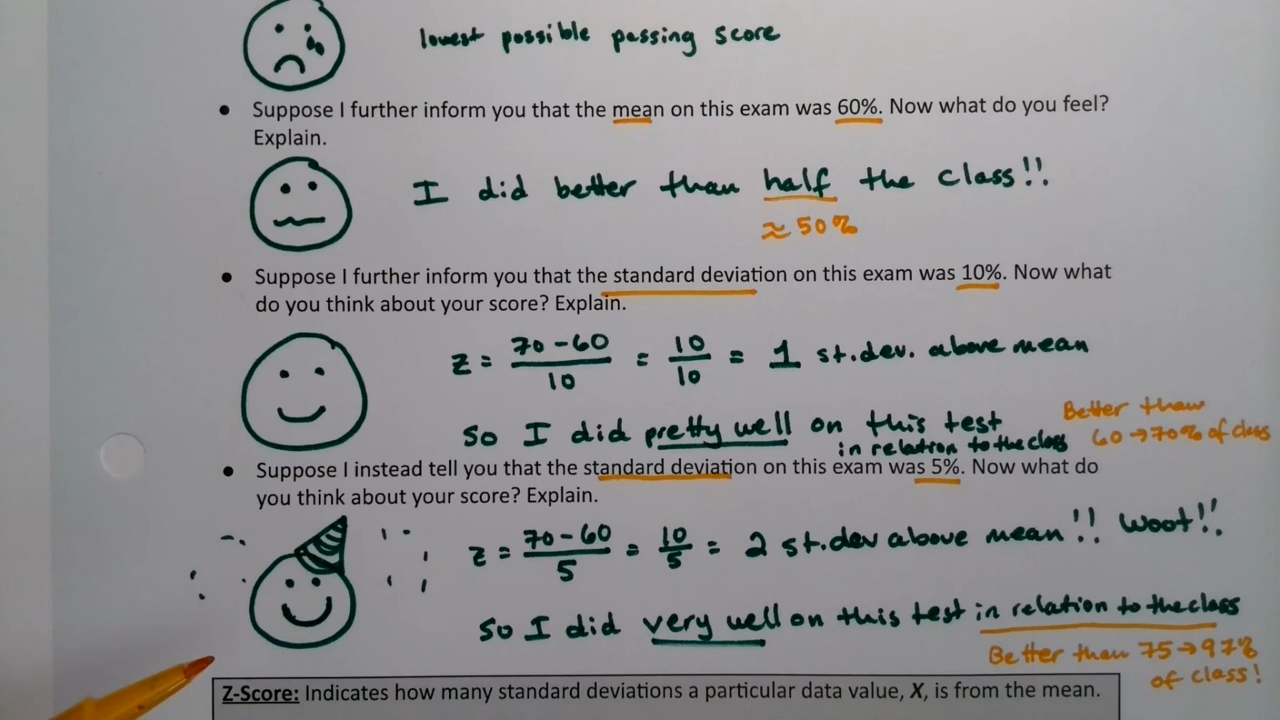 lowest possible passing score
• Suppose I further inform you that the mean on this exam was 60%. Now what do you feel?
Explain.
I did better than half the class!!
≈ 50%
• Suppose I further inform you that the standard deviation on this exam was 10%. Now what
do you think about your score? Explain.
z = 70-60/10 = 10/10 = 1 st.dev. above mean
So I did pretty well on this test
in relation to the class
Better than
60→70% of class
• Suppose I instead tell you that the standard deviation on this exam was 5%. Now what do
you think about your score? Explain.
z = 70-60/5 = 10/5 = 2 st.dev above mean!! Woot!!
So I did very well on this test in relation to the class
Better than 75→97%
of class!
Z-Score: Indicates how many standard deviations a particular data value, X, is from the mean.